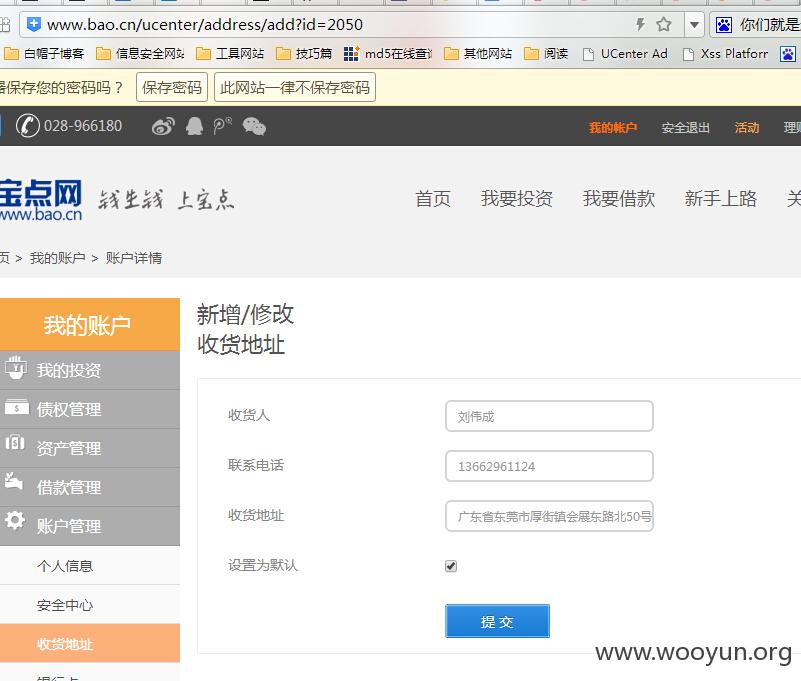 www.bao.cn/ucenter/address/add?id=2050
你们就是
白帽子博客 信息安全网站 工具网站 技巧篇 md5在线查询 其他网站 阅读 UCenter Ad Xss Platforr
器保存您的密码吗? 保存密码 此网站一律不保存密码
028-966180
我的帐户 安全退出 活动 理财
宝点网
www.bao.cn
钱生钱 上宝点
首页 我要投资 我要借款 新手上路 关
页 > 我的账户 > 账户详情
我的账户
我的投资
债权管理
资产管理
借款管理
账户管理
个人信息
安全中心
收货地址
银行卡
新增/修改
收货地址
收货人 刘伟成
联系电话 13662961124
收货地址 广东省东莞市厚街镇会展东路北50号
设置为默认
提 交
www.wooyun.org